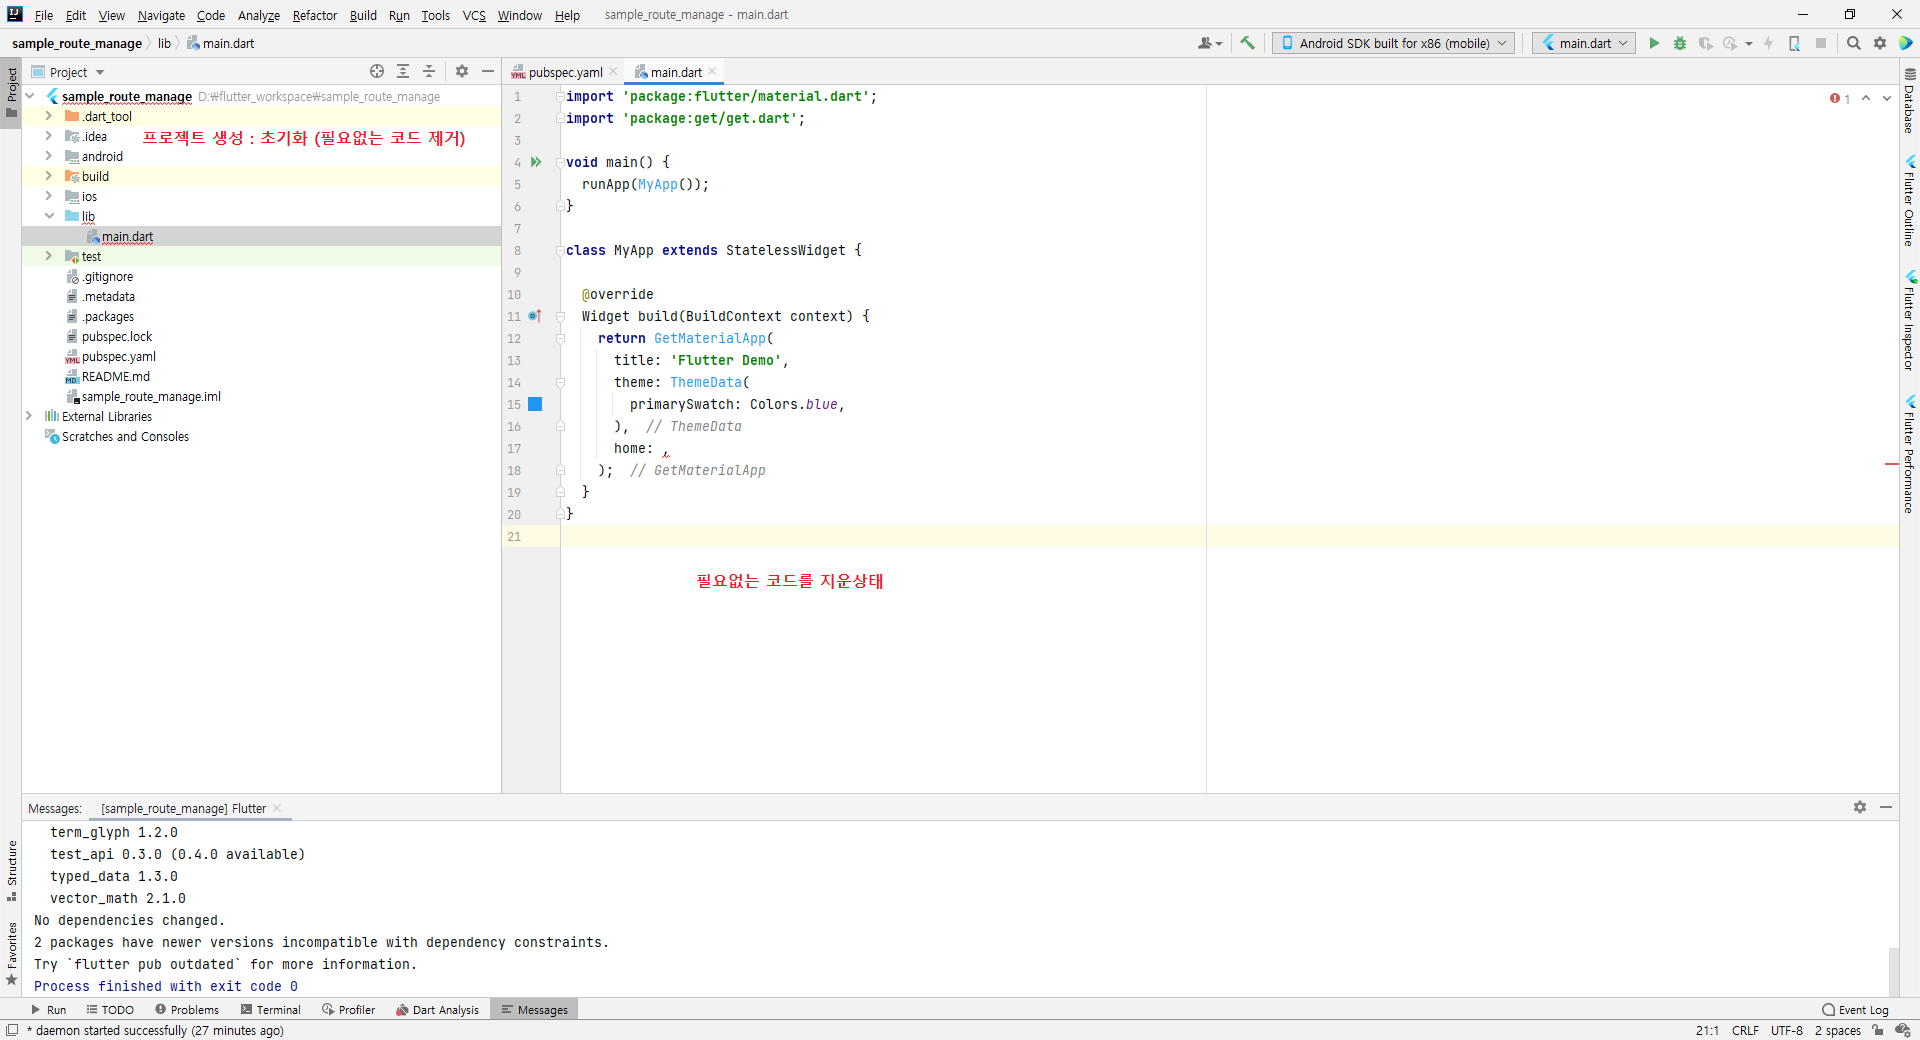 File Edit View Navigate Code Analyze Refactor Build Run Tools VCS Window Help sample_route_manage - main.dart
sample_route_manage lib main.dart
Android SDK built for x86 (mobile) main.dart
Project
Project
pubspec.yaml main.dart
sample_route_manage D:₩flutter_workspace₩sample_route_manage
.dart_tool
.idea
프로젝트 생성 : 초기화 (필요없는 코드 제거)
android
build
ios
lib
main.dart
test
.gitignore
.metadata
.packages
pubspec.lock
pubspec.yaml
README.md
sample_route_manage.iml
External Libraries
Scratches and Consoles
1 import 'package:flutter/material.dart';
2 import 'package:get/get.dart';
3
4 void main() {
5 runApp(MyApp());
6 }
7
8 class MyApp extends StatelessWidget {
9
10 @override
11 Widget build(BuildContext context) {
12 return GetMaterialApp(
13 title: 'Flutter Demo',
14 theme: ThemeData(
15 primarySwatch: Colors.blue,
16 ), // ThemeData
17 home: ,
18 ); // GetMaterialApp
19 }
20 }
21
필요없는 코드를 지운상태
1
Database
Flutter Outline
Flutter Inspector
Flutter Performance
Messages: [sample_route_manage] Flutter
term_glyph 1.2.0
test_api 0.3.0 (0.4.0 available)
typed_data 1.3.0
vector_math 2.1.0
No dependencies changed.
2 packages have newer versions incompatible with dependency constraints.
Try `flutter pub outdated` for more information.
Process finished with exit code 0
Structure
Favorites
Run TODO Problems Terminal Profiler Dart Analysis Messages Event Log
* daemon started successfully (27 minutes ago) 21:1 CRLF UTF-8 2 spaces